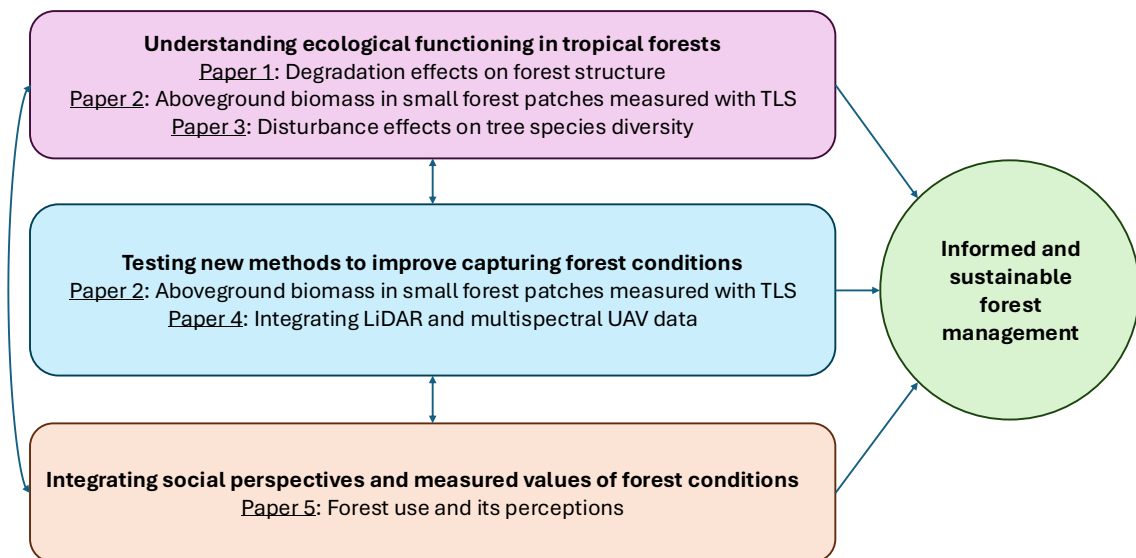 Understanding ecological functioning in tropical forests
Paper 1: Degradation effects on forest structure
Paper 2: Aboveground biomass in small forest patches measured with TLS
Paper 3: Disturbance effects on tree species diversity
Testing new methods to improve capturing forest conditions
Paper 2: Aboveground biomass in small forest patches measured with TLS
Paper 4: Integrating LiDAR and multispectral UAV data
Integrating social perspectives and measured values of forest conditions
Paper 5: Forest use and its perceptions
Informed and
sustainable
forest
management